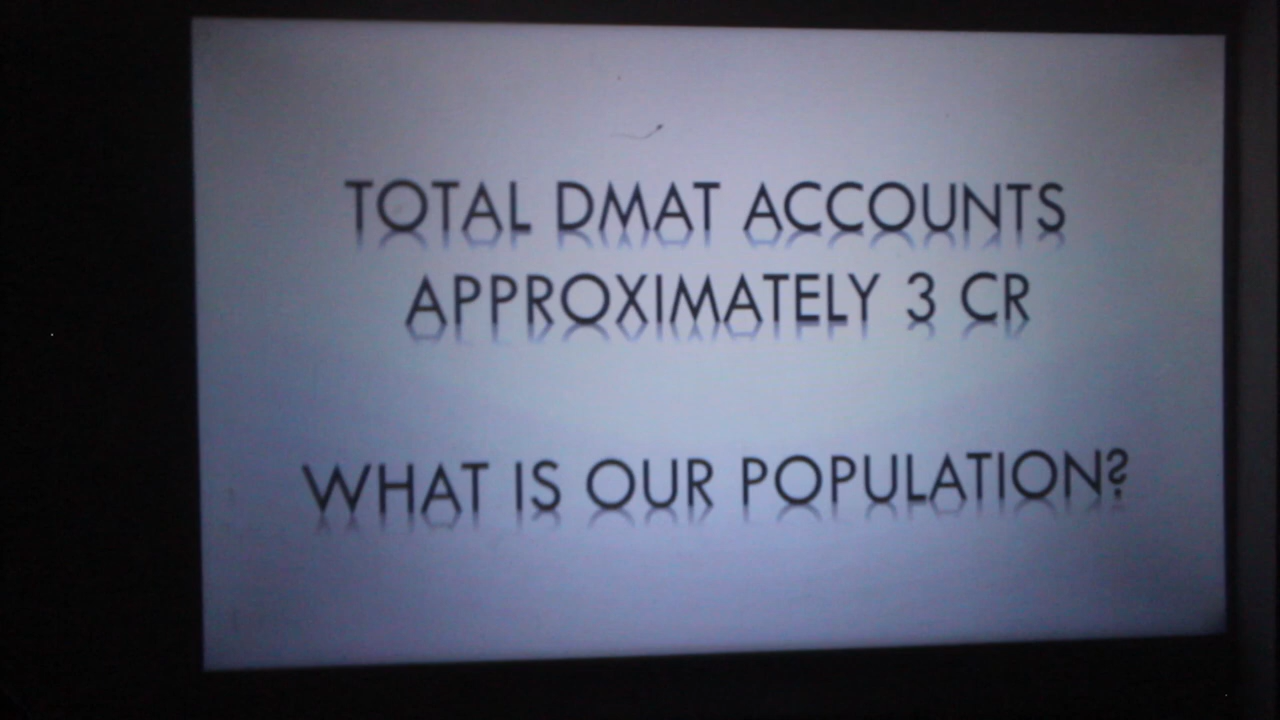 TOTAL DMAT ACCOUNTS
APPROXIMATELY 3 CR
WHAT IS OUR POPULATION?